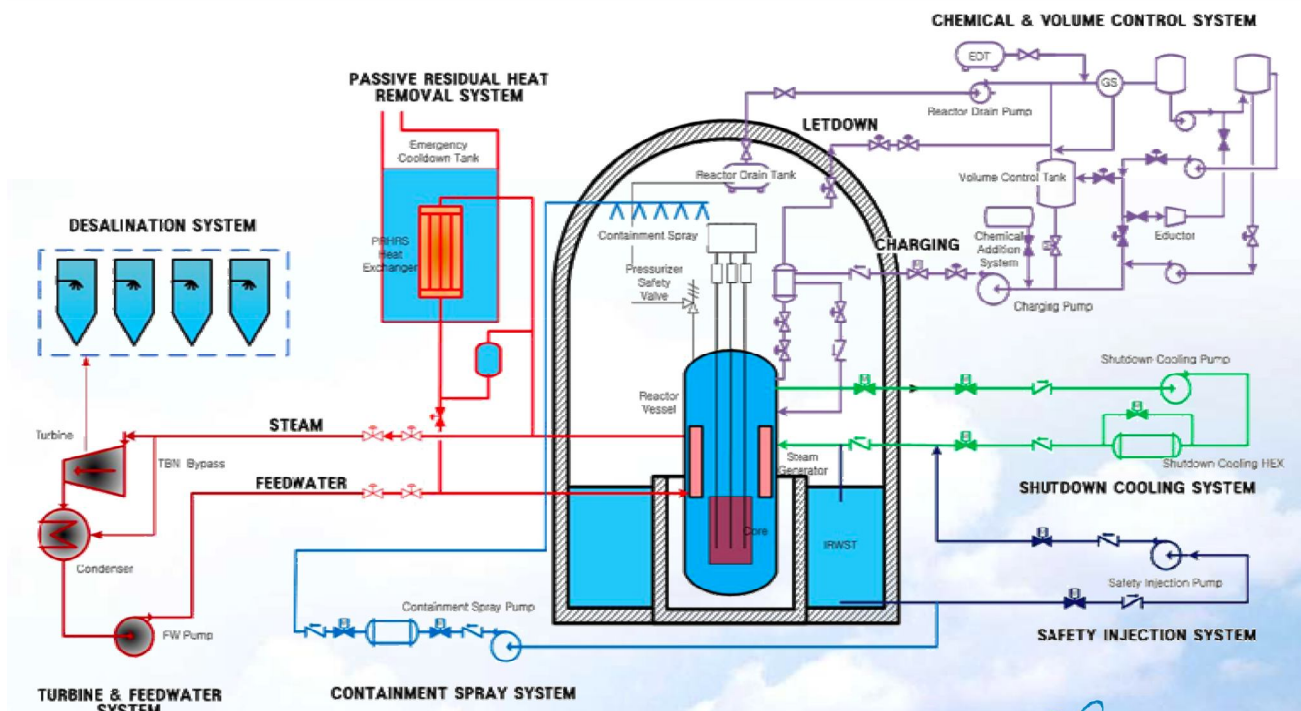 CHEMICAL & VOLUME CONTROL SYSTEM
EDT
GS
Reactor Drain Pump
PASSIVE RESIDUAL HEAT
REMOVAL SYSTEM
Emergency
Cooldown Tank
LETDOWN
Reactor Drain Tank
Volume Control Tank
DESALINATION SYSTEM
PRHRS
Heat
Exchanger
Containment Spray
Pressurizer
Safety
Valve
CHARGING
Chemical
Addition
System
Eductor
Charging Pump
Shutdown Cooling Pump
Reactor
Vessel
Turbine
STEAM
TBN Bypass
Steam
Generator
Shutdown Cooling HEX
FEEDWATER
SHUTDOWN COOLING SYSTEM
Core
IRWST
Condenser
Safety Injection Pump
Containment Spray Pump
FW Pump
SAFETY INJECTION SYSTEM
CONTAINMENT SPRAY SYSTEM
TURBINE & FEEDWATER
SYSTEM